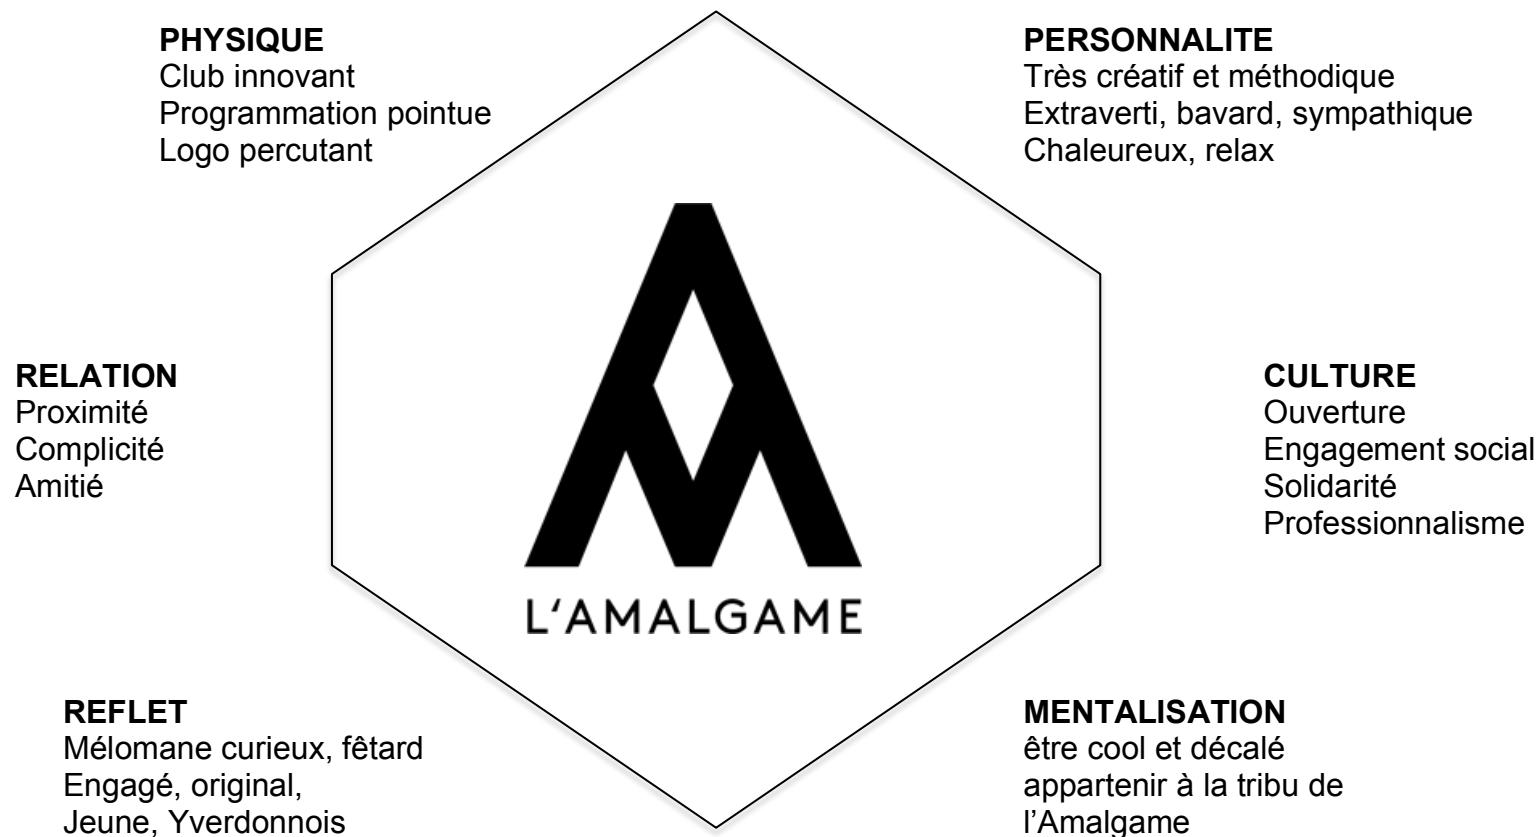 PHYSIQUE
Club innovant
Programmation pointue
Logo percutant
PERSONNALITE
Très créatif et méthodique
Extraverti, bavard, sympathique
Chaleureux, relax
RELATION
Proximité
Complicité
Amitié
CULTURE
Ouverture
Engagement social
Solidarité
Professionnalisme
L‘AMALGAME
REFLET
Mélomane curieux, fêtard
Engagé, original,
Jeune, Yverdonnois
MENTALISATION
être cool et décalé
appartenir à la tribu de
l’Amalgame